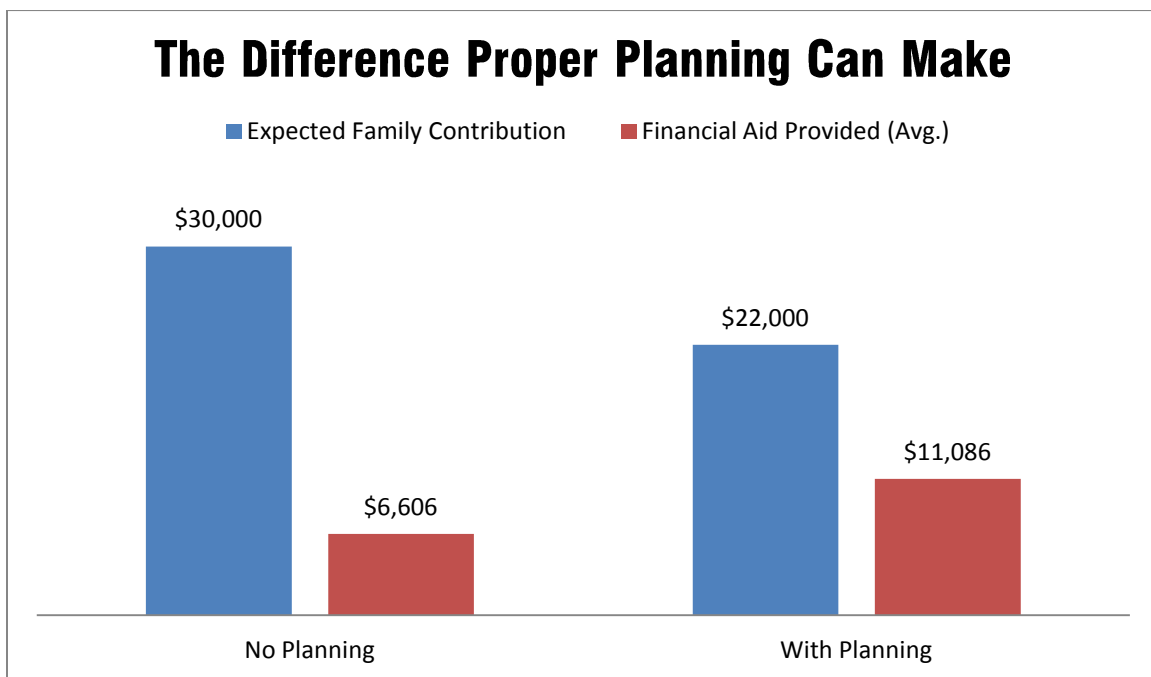 The Difference Proper Planning Can Make
Expected Family Contribution
Financial Aid Provided (Avg.)
$30,000
$22,000
$11,086
$6,606
No Planning
With Planning